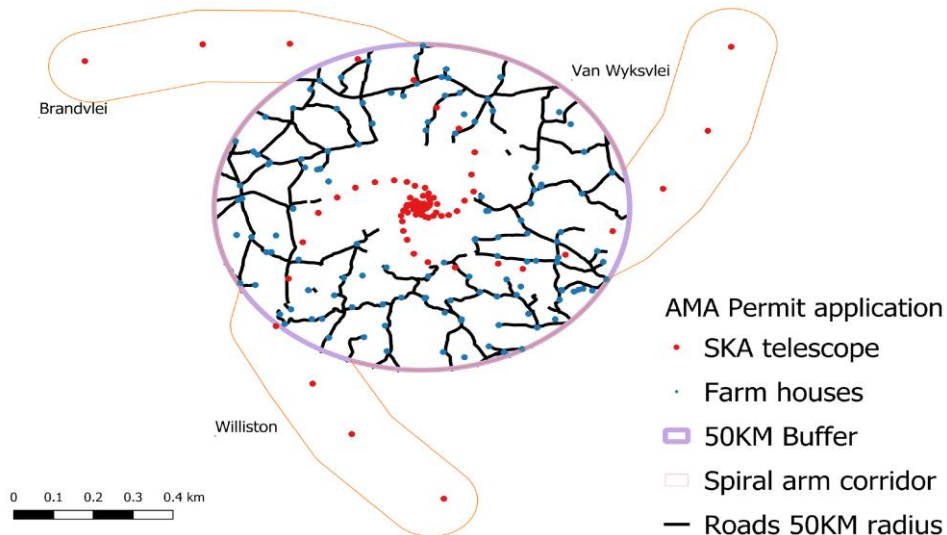 Van Wyksvlei
Brandvlei
AMA Permit application
SKA telescope
Farm houses
50KM Buffer
Williston
Spiral arm corridor
0 0.1 0.2 0.3 0.4 km
Roads 50KM radius